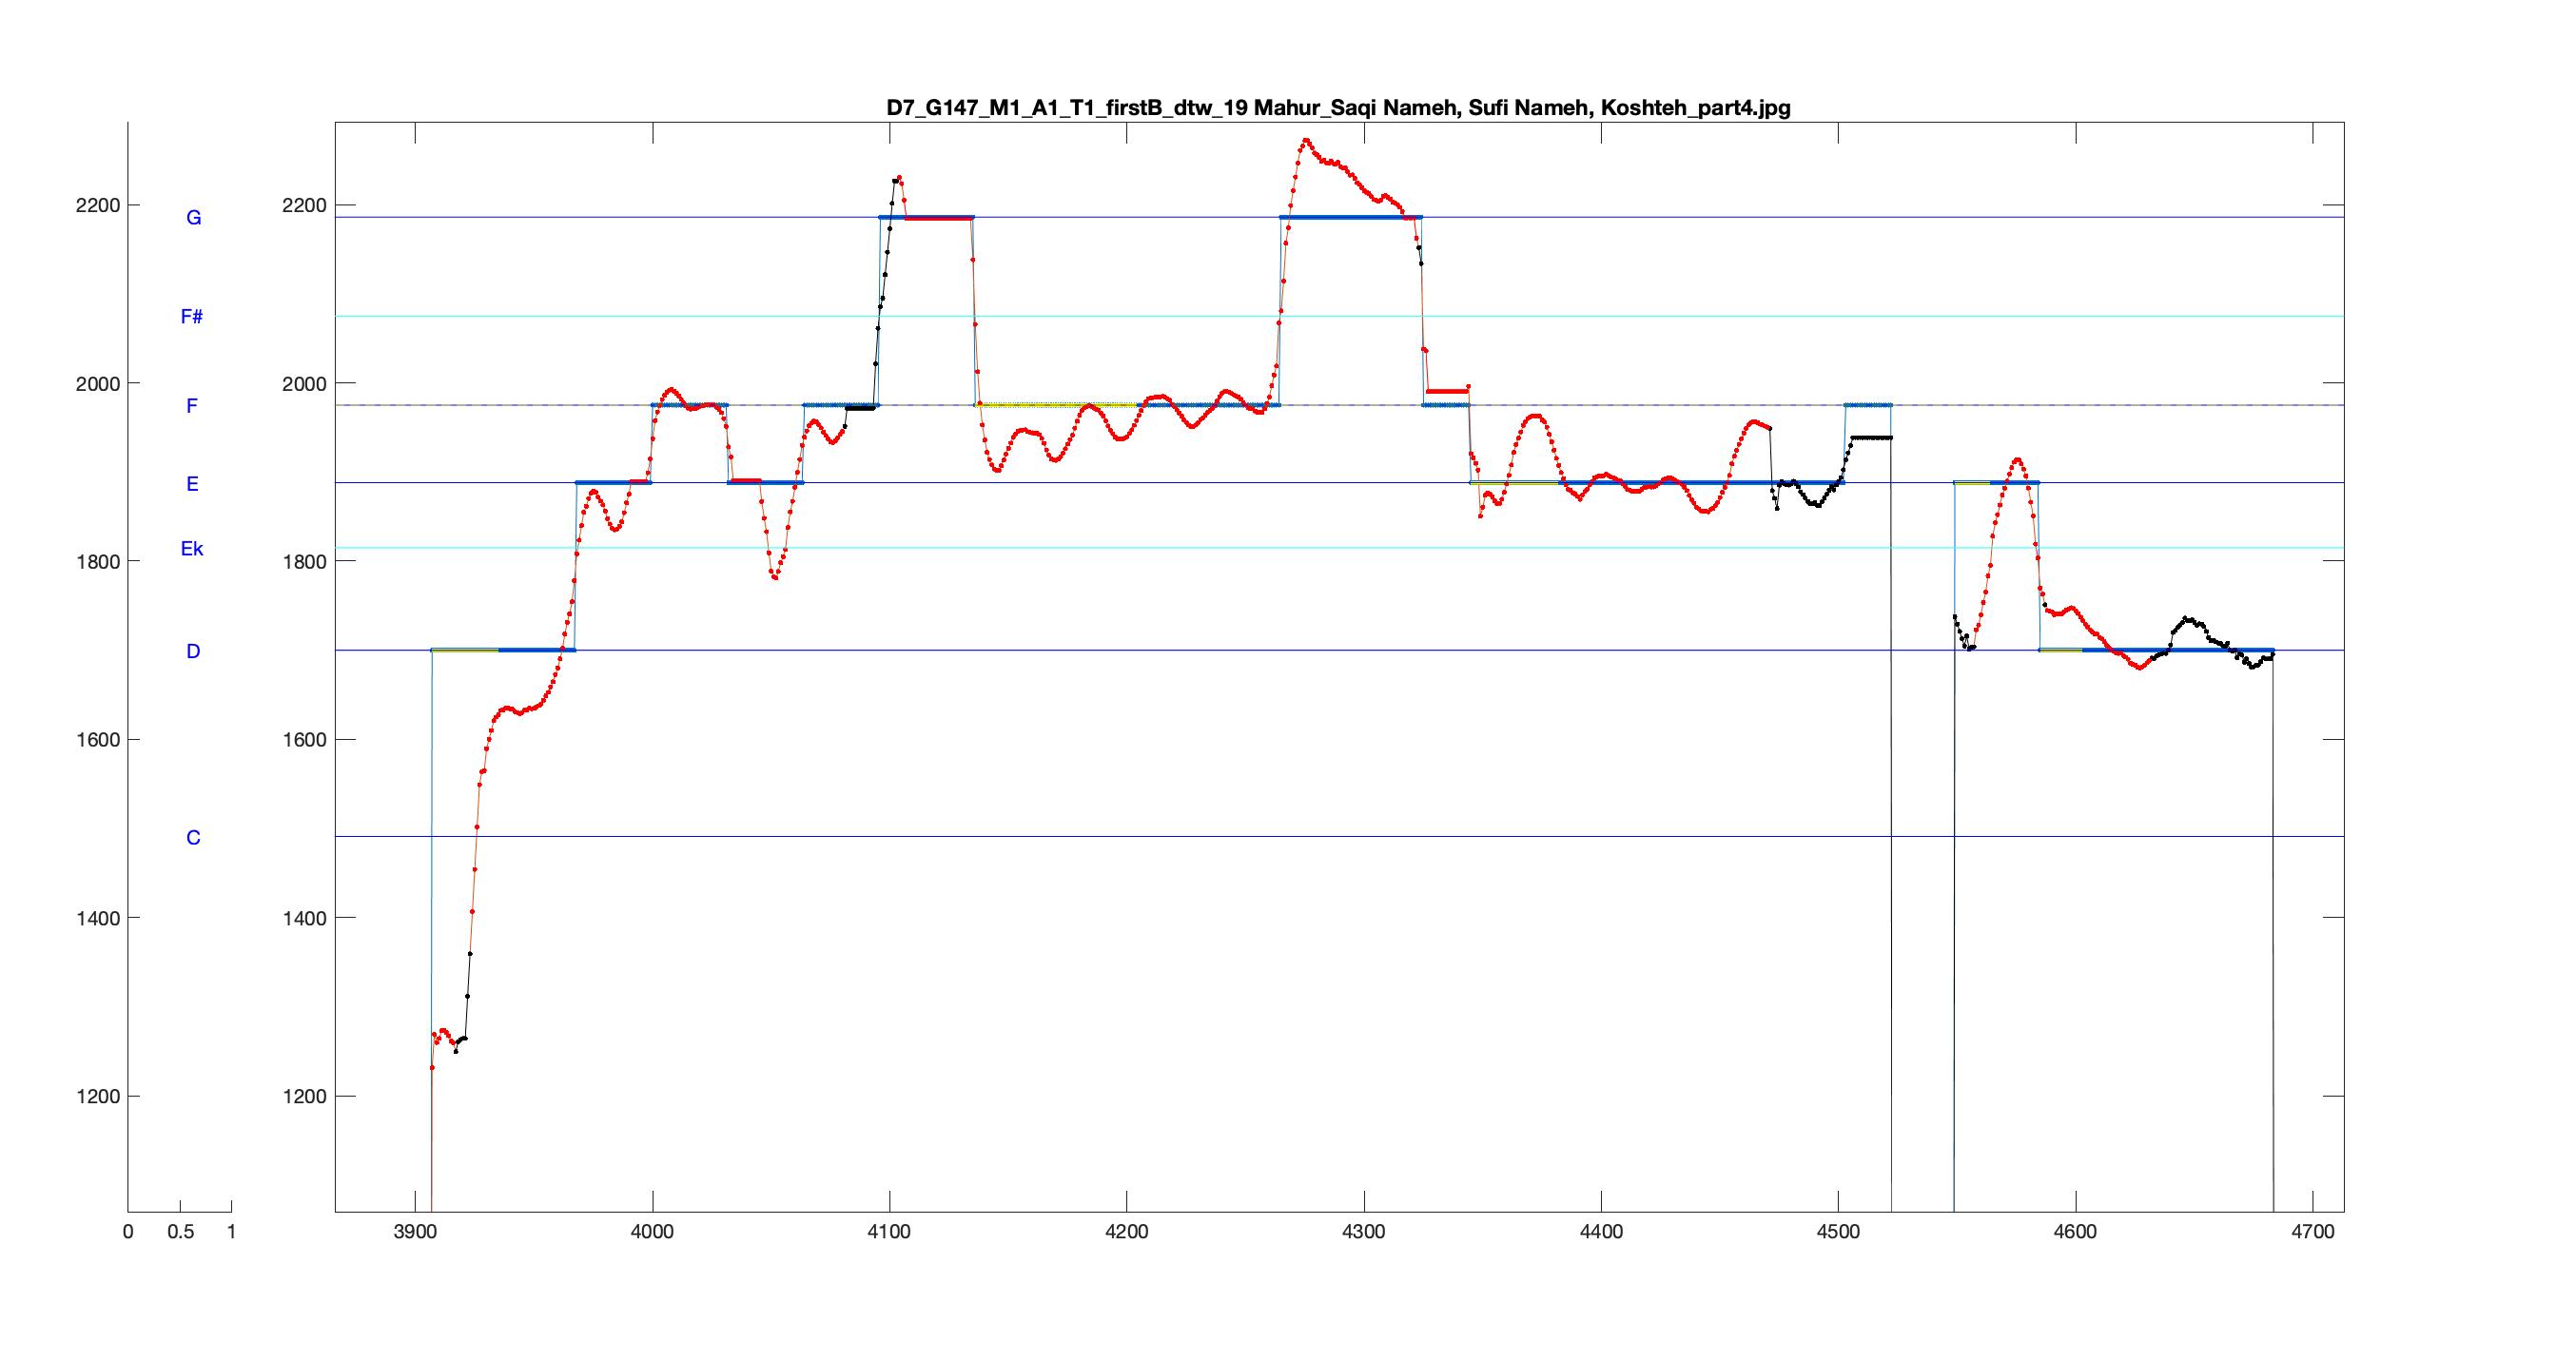 D7_G147_M1_A1_T1_firstB_dtw_19 Mahur_Saqi Nameh, Sufi Nameh, Koshteh_part4.jpg
2200 G 2200
F#
2000 2000
F
E
Ek
1800 1800
D
1600 1600
C
1400 1400
1200 1200
0 0.5 1 3900 4000 4100 4200 4300 4400 4500 4600 4700